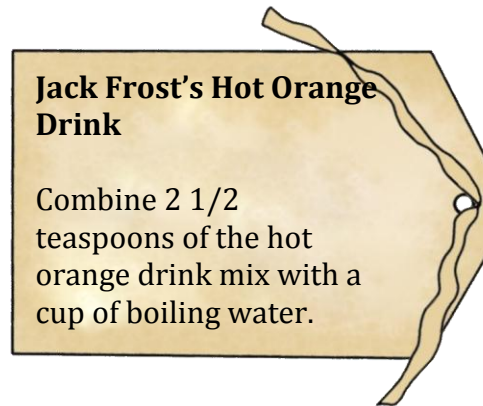 Jack Frost’s Hot Orange
Drink
Combine 2 1/2
teaspoons of the hot
orange drink mix with a
cup of boiling water.